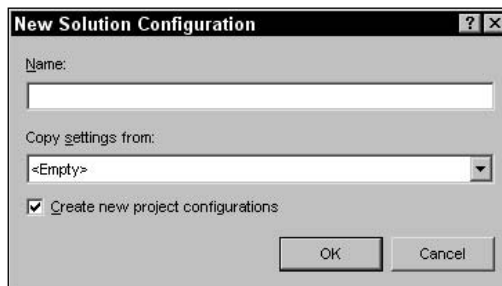 New Solution Configuration
Name:
Copy settings from:
<Empty>
Create new project configurations
OK Cancel